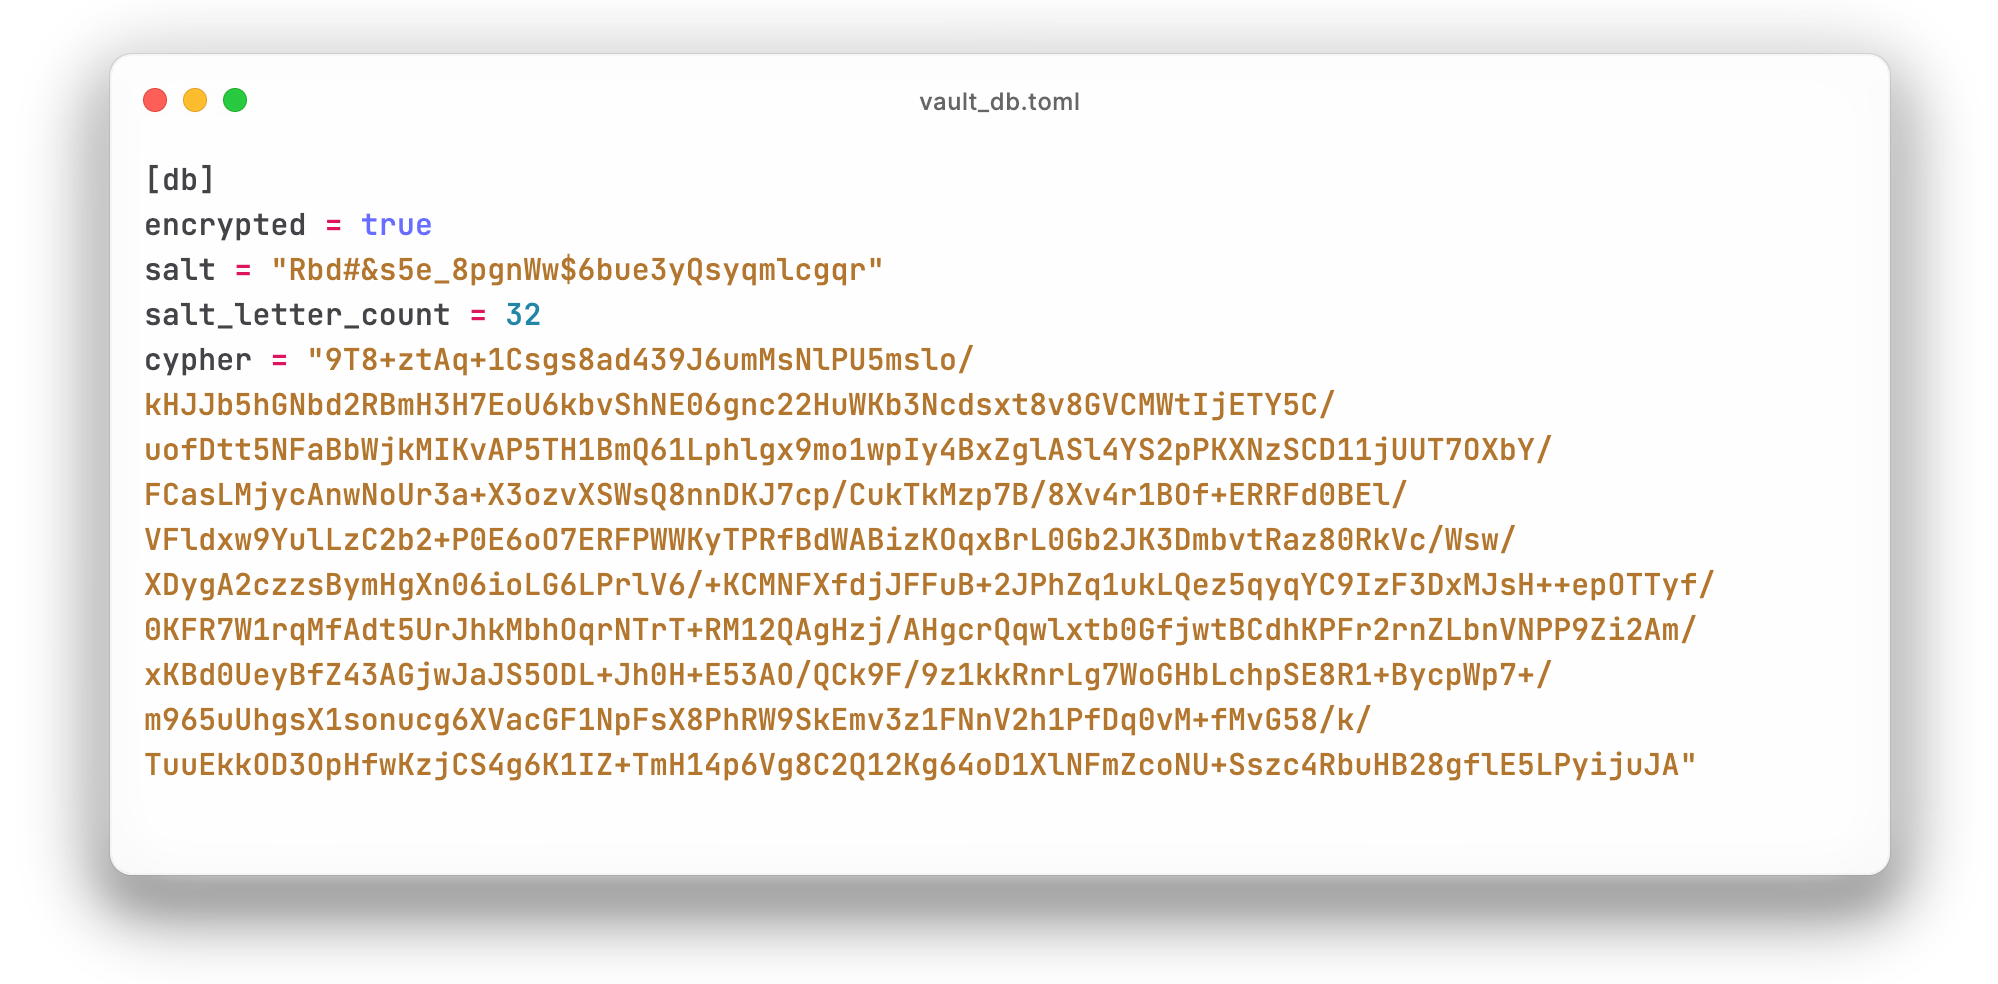 vault_db.toml
[db]
encrypted = true
salt = "Rbd#&s5e_8pgnWw$6bue3yQsyqmlcgqr"
salt_letter_count = 32
cypher = "9T8+ztAq+1Csgs8ad439J6umMsNlPU5mslo/
kHJJb5hGNbd2RBmH3H7EoU6kbvShNE06gnc22HuWKb3Ncdsxt8v8GVCMWtIjETY5C/
uofDtt5NFaBbWjkMIKvAP5TH1BmQ61Lphlgx9mo1wpIy4BxZglASl4YS2pPKXNzSCD11jUUT7OXbY/
FCasLMjycAnwNoUr3a+X3ozvXSWsQ8nnDKJ7cp/CukTkMzp7B/8Xv4r1BOf+ERRFd0BEl/
VFldxw9YulLzC2b2+P0E6oO7ERFPWWKyTPRfBdWABizKOqxBrL0Gb2JK3DmbvtRaz80RkVc/Wsw/
XDygA2czzsBymHgXn06ioLG6LPrlV6/+KCMNFXfdjJFFuB+2JPhZq1ukLQez5qyqYC9IzF3DxMJsH++epOTTyf/
0KFR7W1rqMfAdt5UrJhkMbhOqrNTrT+RM12QAgHzj/AHgcrQqwlxtb0GfjwtBCdhKPFr2rnZLbnVNPP9Zi2Am/
xKBd0UeyBfZ43AGjwJaJS5ODL+Jh0H+E53AO/QCk9F/9z1kkRnrLg7WoGHbLchpSE8R1+BycpWp7+/
m965uUhgsX1sonucg6XVacGF1NpFsX8PhRW9SkEmv3z1FNnV2h1PfDq0vM+fMvG58/k/
TuuEkkOD3OpHfwKzjCS4g6K1IZ+TmH14p6Vg8C2Q12Kg64oD1XlNFmZcoNU+Sszc4RbuHB28gflE5LPyijuJA"